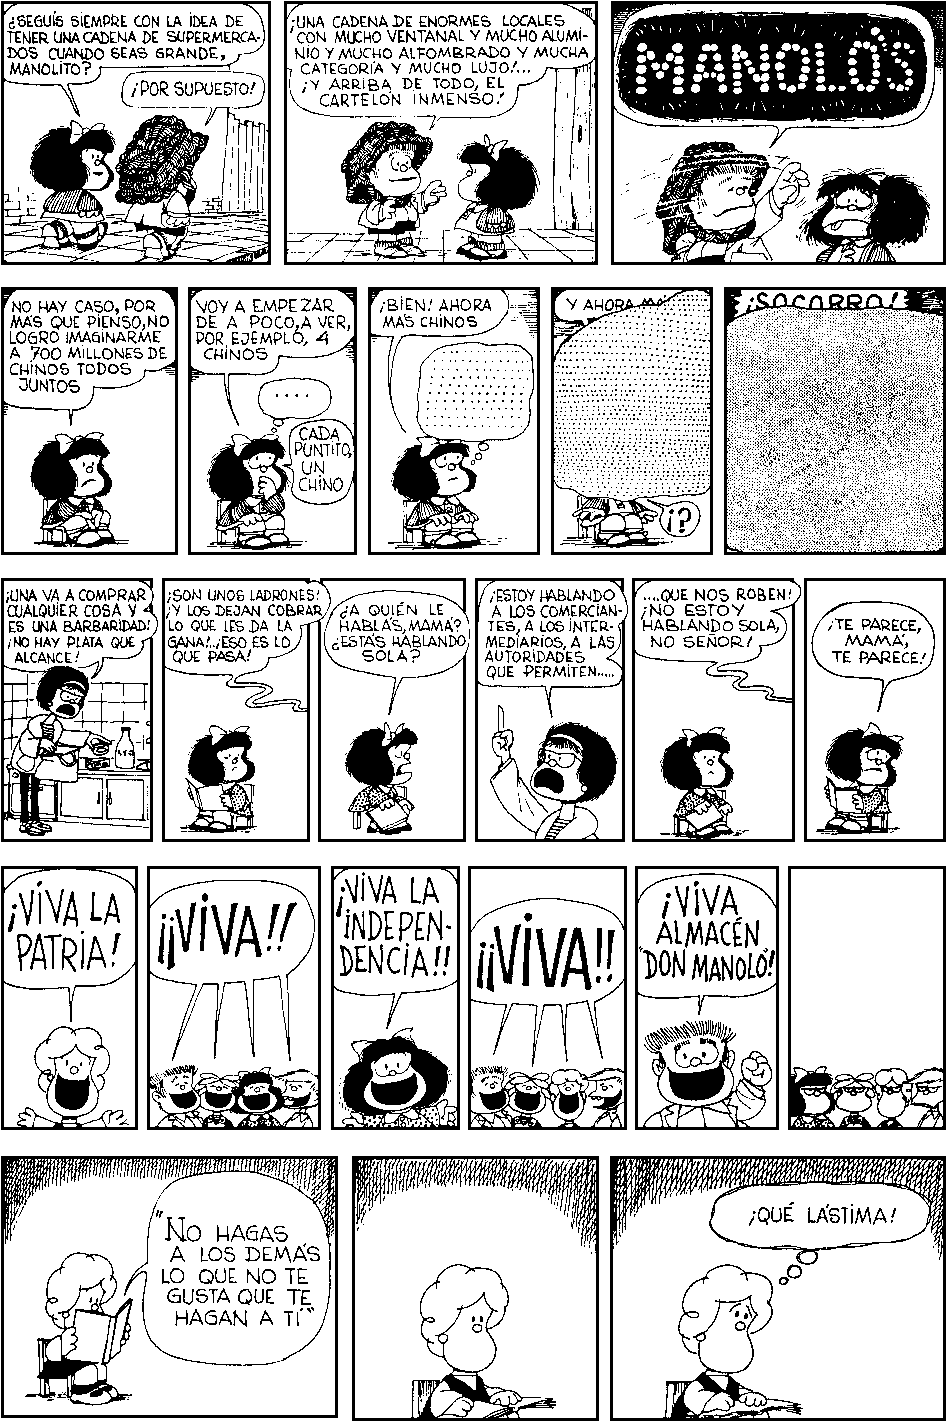 ¿SEGUÍS SIEMPRE CON LA IDEA DE
TENER UNA CADENA DE SUPERMERCA-
DOS CUANDO SEAS GRANDE,
MANOLITO?
¡POR SUPUESTO!
¡UNA CADENA DE ENORMES LOCALES
CON MUCHO VENTANAL Y MUCHO ALUMI-
NIO Y MUCHO ALFOMBRADO Y MUCHA
CATEGORÍA Y MUCHO LUJO!...
¡Y ARRIBA DE TODO, EL
CARTELÓN INMENSO!
MANOLO'S
NO HAY CASO, POR
MÁS QUE PIENSO, NO
LOGRO IMAGINARME
A 700 MILLONES DE
CHINOS TODOS
JUNTOS
VOY A EMPEZAR
DE A POCO, A VER,
POR EJEMPLO, 4
CHINOS
....
CADA
PUNTITO,
UN
CHINO
¡BIEN! AHORA
MÁS CHINOS
Y AHORA
¡?
¡SOCORRO!
¡UNA VA A COMPRAR
CUALQUIER COSA Y
ES UNA BARBARIDAD!
¡NO HAY PLATA QUE
ALCANCE!
¡SON UNOS LADRONES!
¡Y LOS DEJAN COBRAR
LO QUE LES DA LA
GANA!..¡ESO ES LO
QUE PASA!
¿A QUIÉN LE
HABLAS, MAMÁ?
¿ESTÁS HABLANDO
SOLA?
¡ESTOY HABLANDO
A LOS COMERCIAN-
TES, A LOS INTER-
MEDIARIOS, A LAS
AUTORIDADES
QUE PERMITEN.....
....QUE NOS ROBEN!
¡NO ESTOY
HABLANDO SOLA,
NO SEÑOR!
¡TE PARECE,
MAMÁ,
TE PARECE!
¡VIVA LA
PATRIA!
¡¡VIVA!!
¡VIVA LA
INDEPEN-
DENCIA!!
¡¡VIVA!!
¡VIVA
ALMACÉN
"DON MANOLO"!
"NO HAGAS
A LOS DEMÁS
LO QUE NO TE
GUSTA QUE TE
HAGAN A TÍ"
¡QUÉ LÁSTIMA!